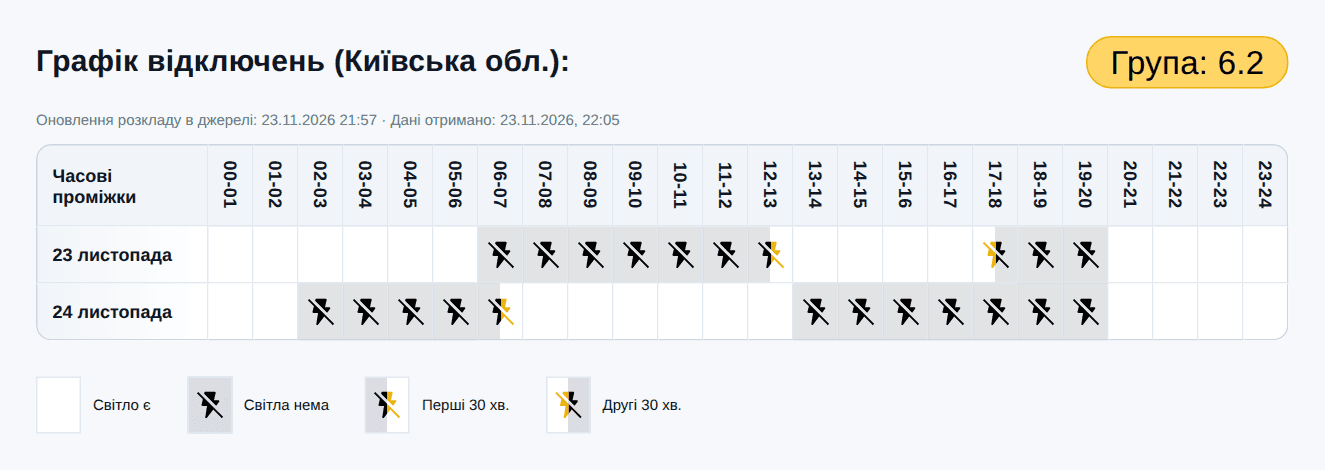 Графік відключень (Київська обл.):
Група: 6.2
Оновлення розкладу в джерелі: 23.11.2026 21:57 · Дані отримано: 23.11.2026, 22:05
Часові
проміжки
00-01
01-02
02-03
03-04
04-05
05-06
06-07
07-08
08-09
09-10
10-11
11-12
12-13
13-14
14-15
15-16
16-17
17-18
18-19
19-20
20-21
21-22
22-23
23-24
23 листопада
24 листопада
Світло є
Світла нема
Перші 30 хв.
Другі 30 хв.